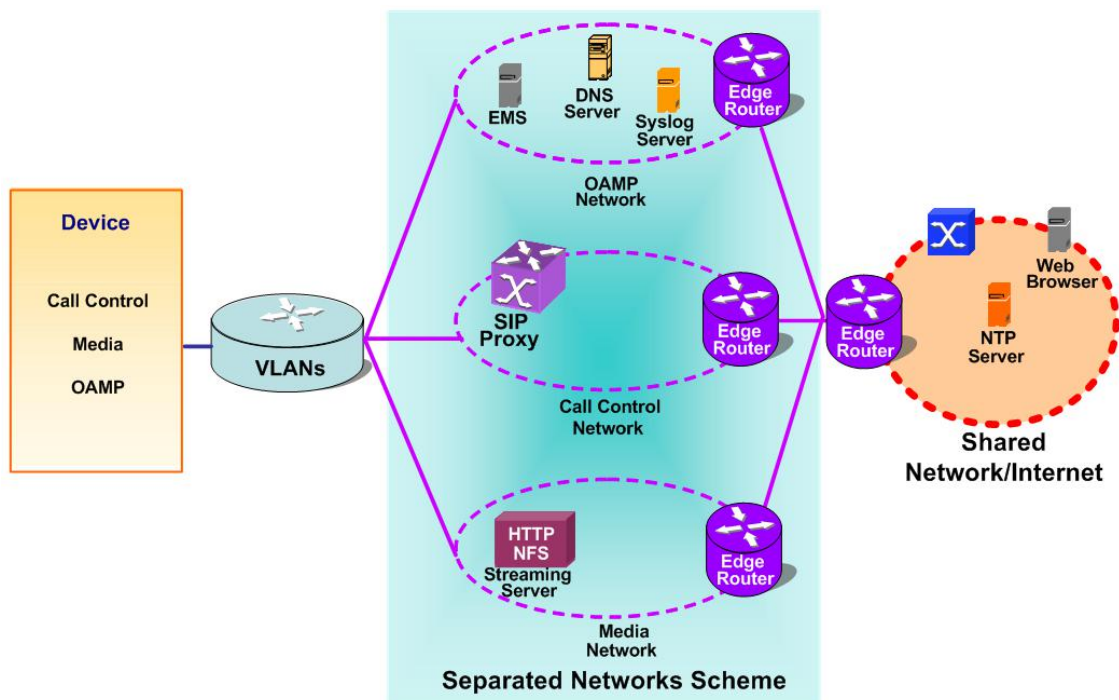 Device
Call Control
Media
OAMP
VLANs
EMS
DNS
Server
Syslog
Server
Edge
Router
OAMP
Network
SIP
Proxy
Edge
Router
Call Control
Network
HTTP
NFS
Streaming
Server
Edge
Router
Media
Network
Separated Networks Scheme
Edge
Router
Web
Browser
NTP
Server
Shared
Network/Internet